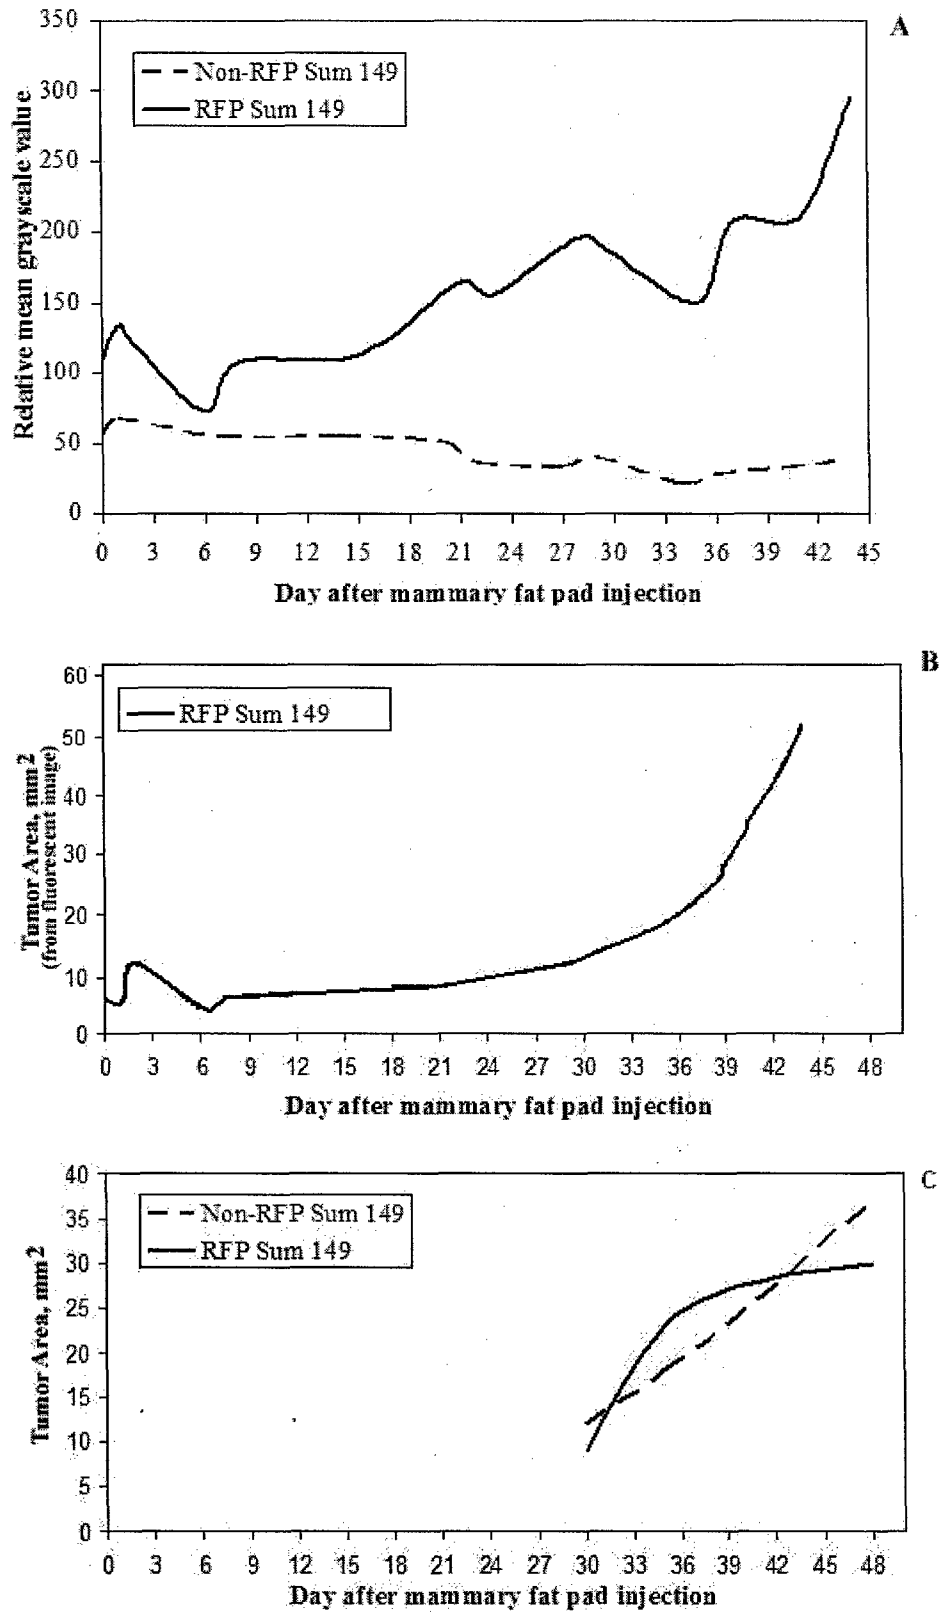 A
350
300
250
200
150
100
50
0
Relative mean grayscale value
Non-RFP Sum 149
RFP Sum 149
0 3 6 9 12 15 18 21 24 27 30 33 36 39 42 45
Day after mammary fat pad injection
B
60
50
40
30
20
10
0
Tumor Area, mm2
(from fluorescent image)
RFP Sum 149
0 3 6 9 12 15 18 21 24 27 30 33 36 39 42 45 48
Day after mammary fat pad injection
C
40
35
30
25
20
15
10
5
0
Tumor Area, mm2
Non-RFP Sum 149
RFP Sum 149
0 3 6 9 12 15 18 21 24 27 30 33 36 39 42 45 48
Day after mammary fat pad injection